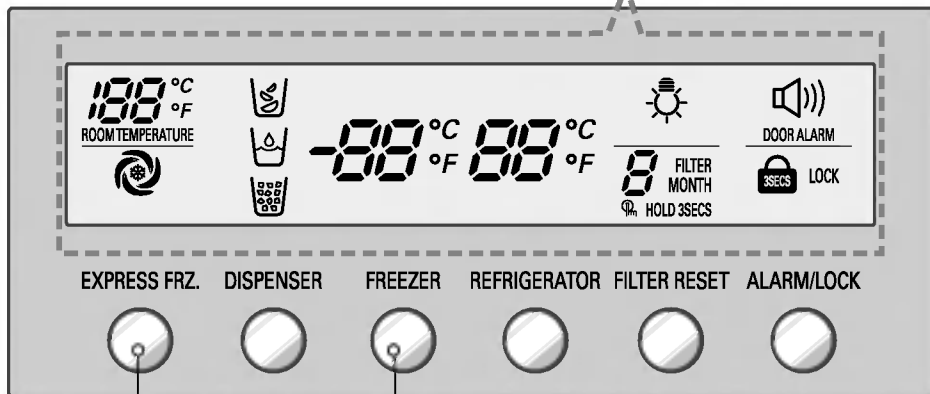 188 °C °F
ROOM TEMPERATURE
-88 °C °F
88 °C °F
8 FILTER MONTH
HOLD 3SECS
DOOR ALARM
3SECS LOCK
EXPRESS FRZ. DISPENSER FREEZER REFRIGERATOR FILTER RESET ALARM/LOCK